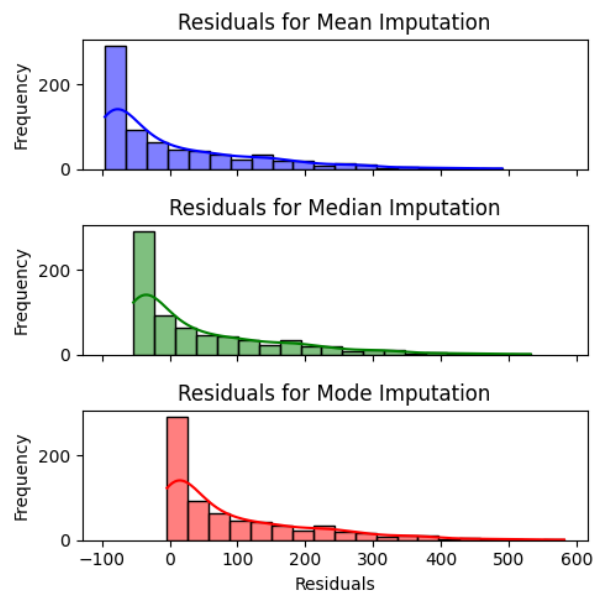 Residuals for Mean Imputation
Frequency
200
0
Residuals for Median Imputation
Frequency
200
0
Residuals for Mode Imputation
Frequency
200
0
−100 0 100 200 300 400 500 600
Residuals